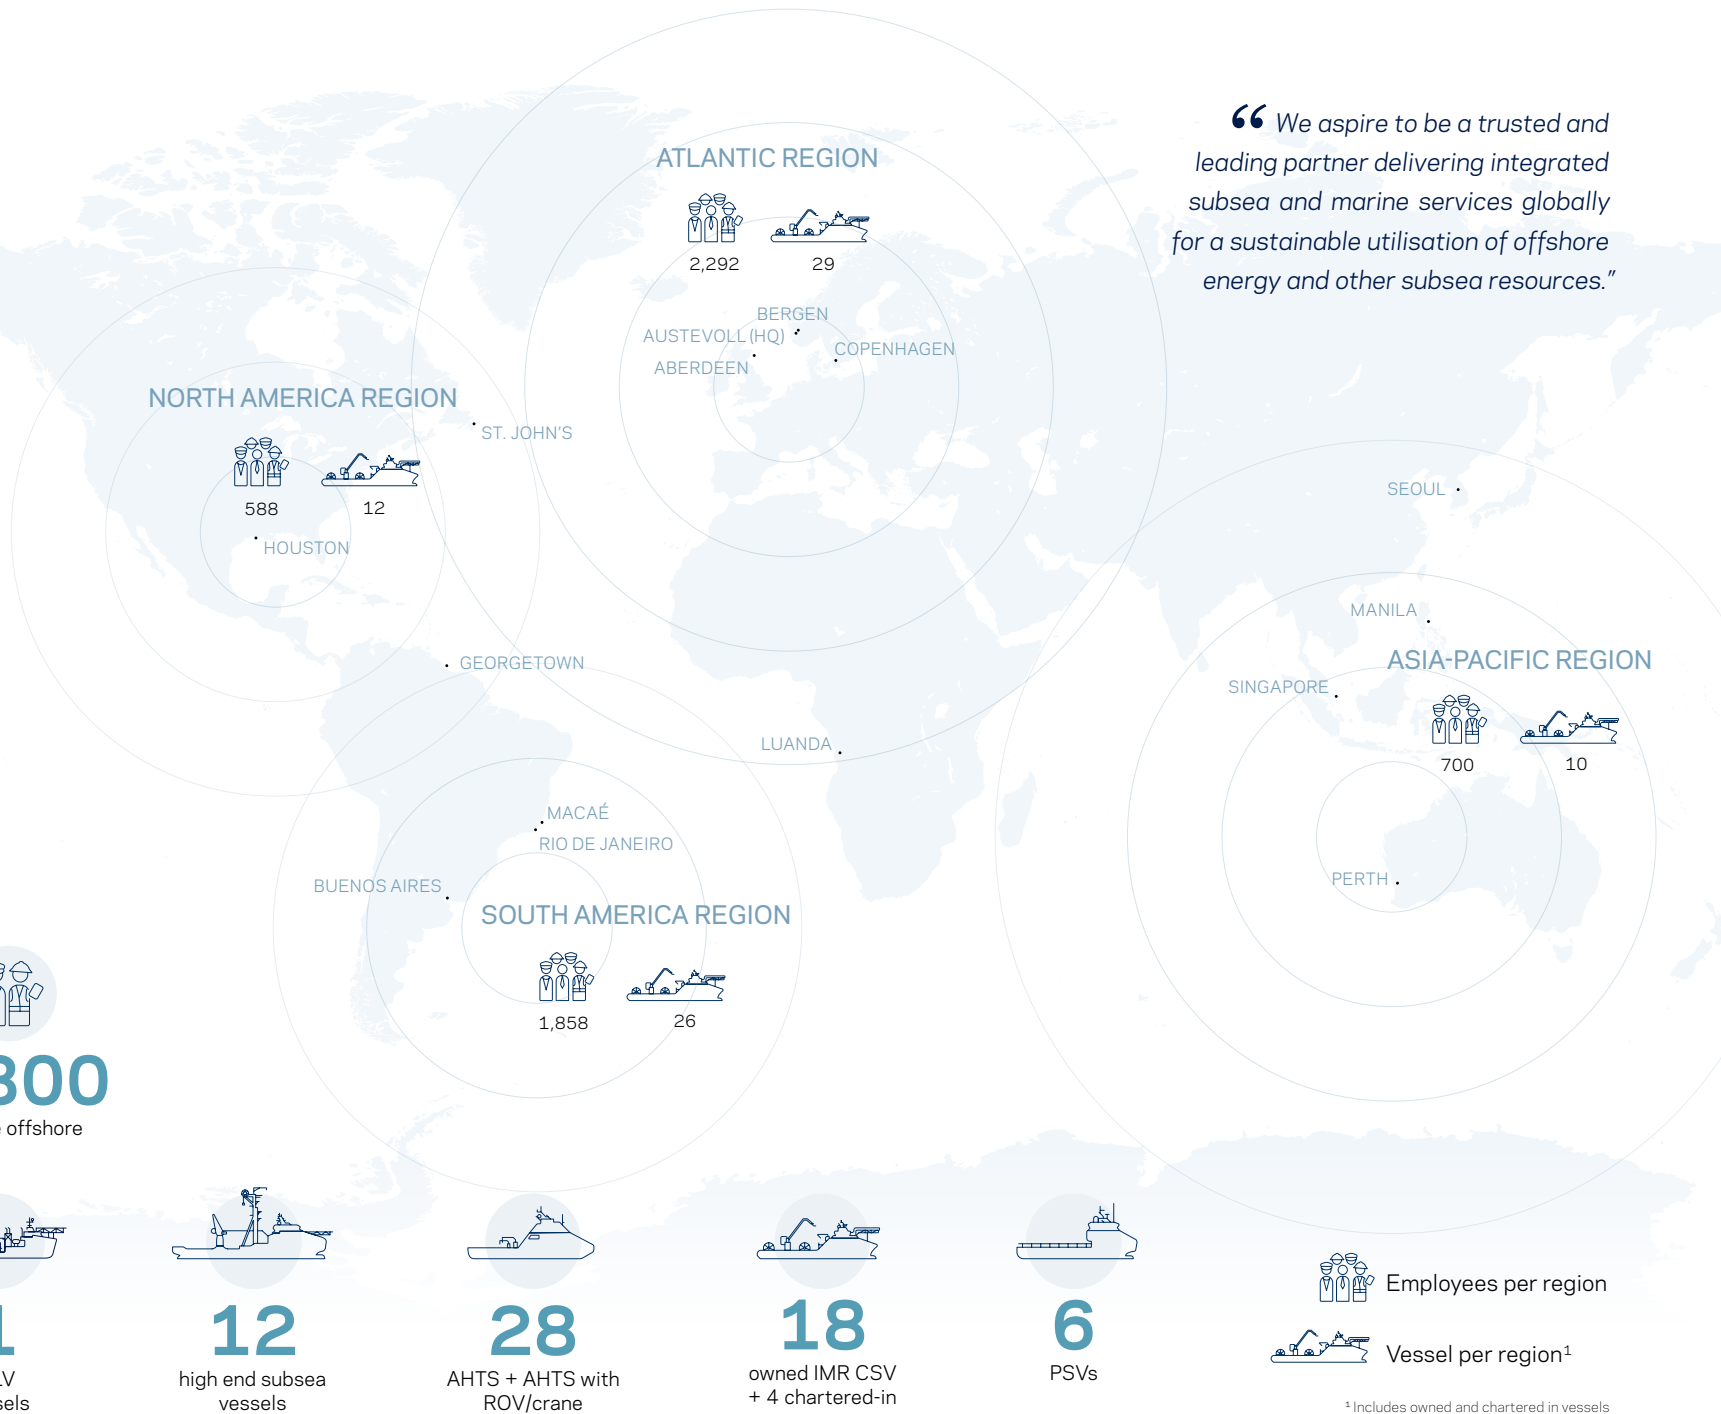 “ We aspire to be a trusted and
leading partner delivering integrated
subsea and marine services globally
for a sustainable utilisation of offshore
energy and other subsea resources.”
ATLANTIC REGION
2,292
29
BERGEN
AUSTEVOLL (HQ)
COPENHAGEN
ABERDEEN
NORTH AMERICA REGION
588
12
ST. JOHN’S
HOUSTON
GEORGETOWN
LUANDA
SEOUL
MANILA
ASIA-PACIFIC REGION
SINGAPORE
700
10
PERTH
MACAÉ
RIO DE JANEIRO
BUENOS AIRES
SOUTH AMERICA REGION
1,858
26
offshore
12
high end subsea
vessels
28
AHTS + AHTS with
ROV/crane
18
owned IMR CSV
+ 4 chartered-in
6
PSVs
Employees per region
Vessel per region¹
¹ Includes owned and chartered in vessels